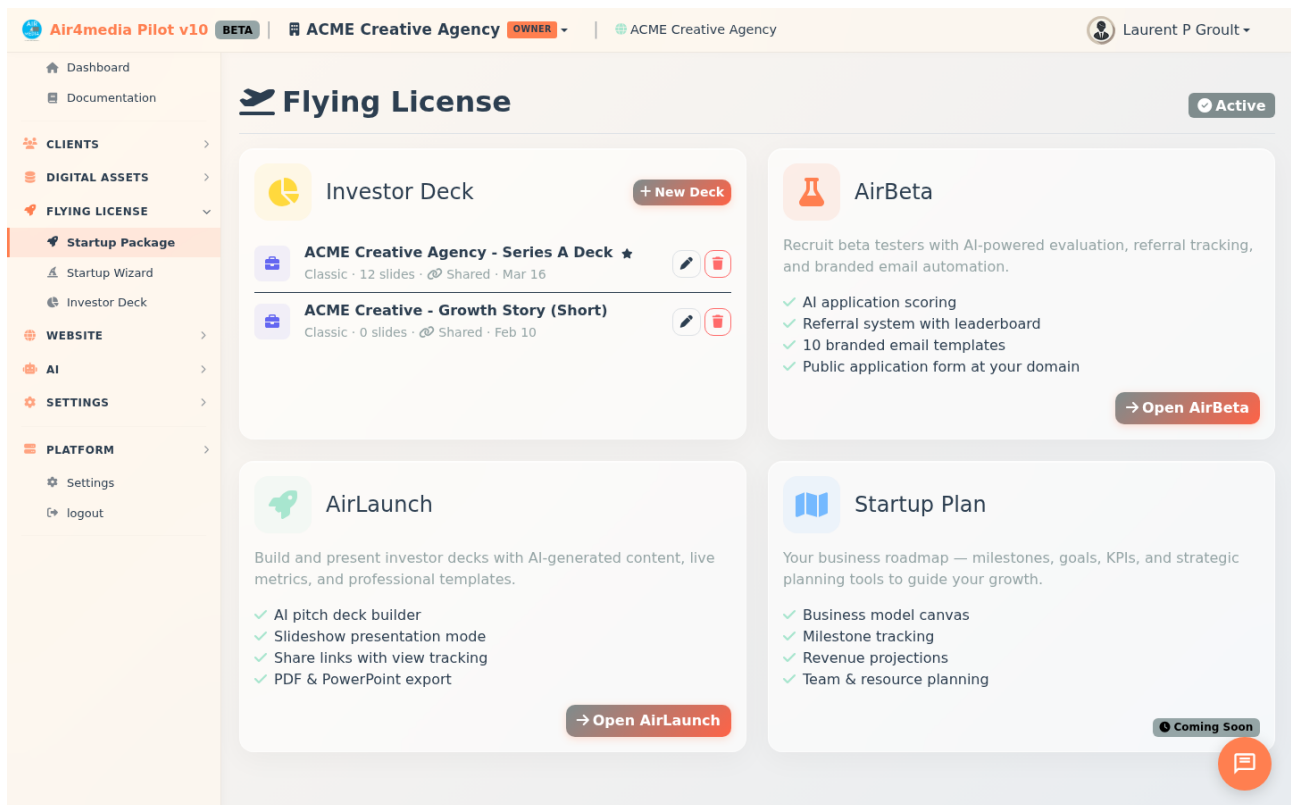 Air4media Pilot v10 BETA | ACME Creative Agency OWNER | ACME Creative Agency Laurent P Groult
Dashboard
Documentation
CLIENTS
DIGITAL ASSETS
FLYING LICENSE
Startup Package
Startup Wizard
Investor Deck
WEBSITE
AI
SETTINGS
PLATFORM
Settings
logout
Flying License
Active
Investor Deck
New Deck
ACME Creative Agency - Series A Deck
Classic · 12 slides · Shared · Mar 16
ACME Creative - Growth Story (Short)
Classic · 0 slides · Shared · Feb 10
AirBeta
Recruit beta testers with AI-powered evaluation, referral tracking,
and branded email automation.
AI application scoring
Referral system with leaderboard
10 branded email templates
Public application form at your domain
Open AirBeta
AirLaunch
Build and present investor decks with AI-generated content, live
metrics, and professional templates.
AI pitch deck builder
Slideshow presentation mode
Share links with view tracking
PDF & PowerPoint export
Open AirLaunch
Startup Plan
Your business roadmap — milestones, goals, KPIs, and strategic
planning tools to guide your growth.
Business model canvas
Milestone tracking
Revenue projections
Team & resource planning
Coming Soon